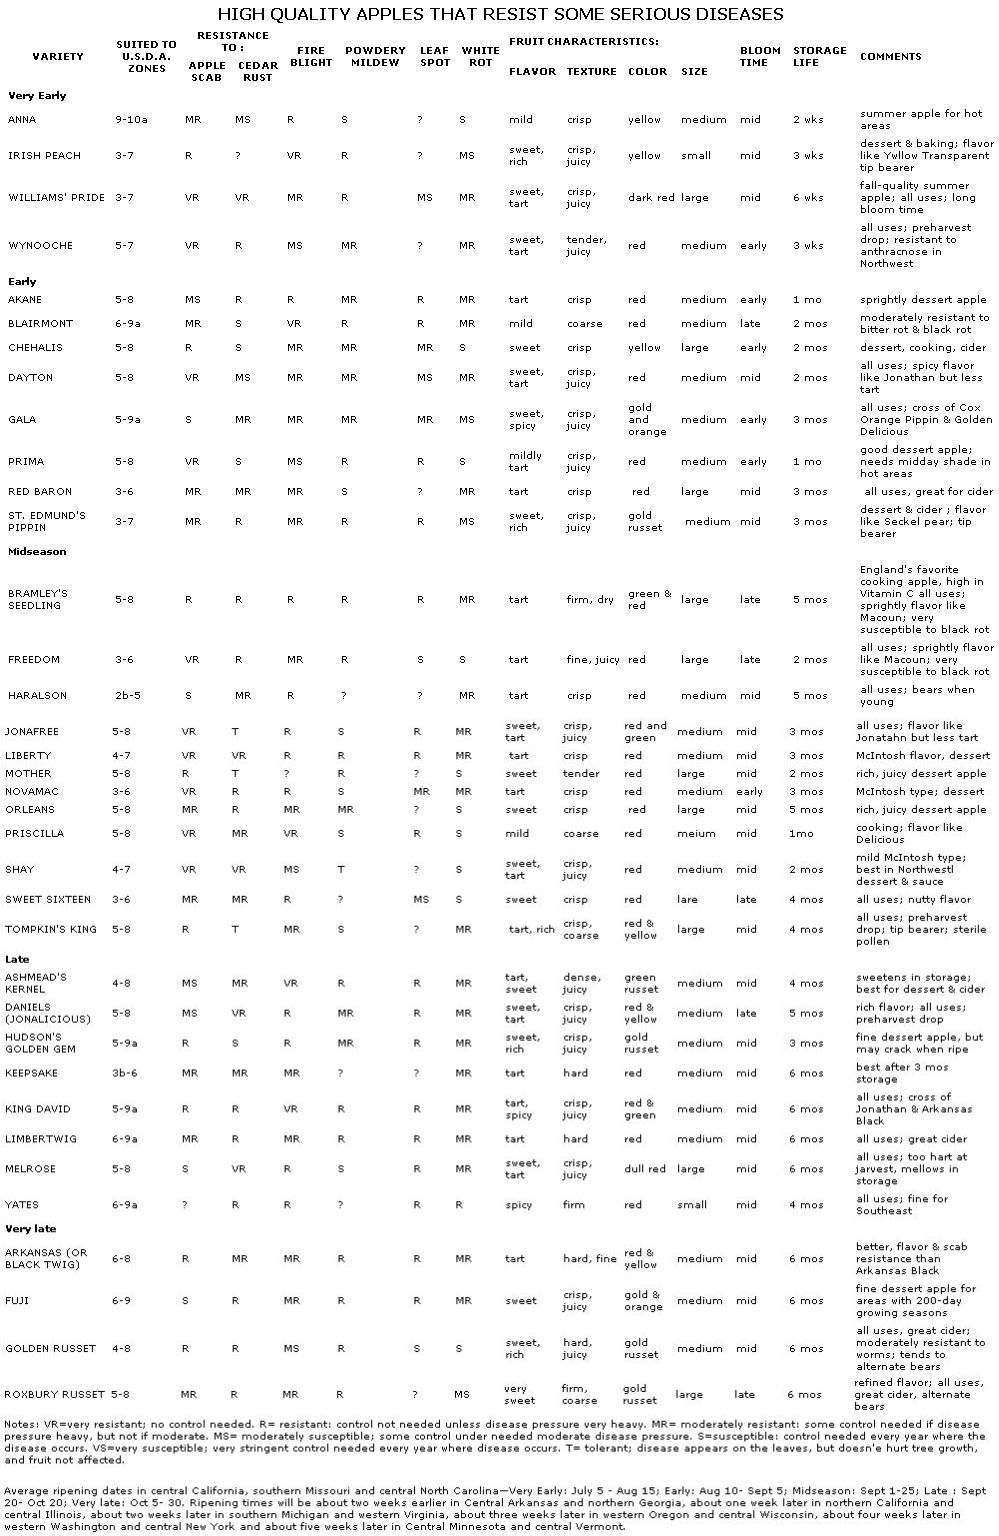 HIGH QUALITY APPLES THAT RESIST SOME SERIOUS DISEASES
VARIETY SUITED TO U.S.D.A. ZONES RESISTANCE TO : APPLE SCAB CEDAR RUST FIRE BLIGHT POWDERY MILDEW LEAF SPOT WHITE ROT FRUIT CHARACTERISTICS: FLAVOR TEXTURE COLOR SIZE BLOOM TIME STORAGE LIFE COMMENTS
Very Early
ANNA 9-10a MR MS R S ? S mild crisp yellow medium mid 2 wks summer apple for hot areas
IRISH PEACH 3-7 R ? VR R ? MS sweet, rich crisp, juicy yellow small mid 3 wks dessert & baking; flavor like Ywllow Transparent tip bearer
WILLIAMS' PRIDE 3-7 VR VR MR R MS MR sweet, tart crisp, juicy dark red large mid 6 wks fall-quality summer apple; all uses; long bloom time
WYNOOCHE 5-7 VR R MS MR ? MR sweet, tart tender, juicy red medium early 3 wks all uses; preharvest drop; resistant to anthracnose in Northwest
Early
AKANE 5-8 MS R R MR R MR tart crisp red medium early 1 mo sprightly dessert apple
BLAIRMONT 6-9a MR S VR R R MR mild coarse red medium late 2 mos moderately resistant to bitter rot & black rot
CHEHALIS 5-8 R S MR MR MR S sweet crisp yellow large early 2 mos dessert, cooking, cider
DAYTON 5-8 VR MS MR MR MS MR sweet, tart crisp, juicy red medium mid 2 mos all uses; spicy flavor like Jonathan but less tart
GALA 5-9a S MR MR MR MR MS sweet, spicy crisp, juicy gold and orange medium early 3 mos all uses; cross of Cox Orange Pippin & Golden Delicious
PRIMA 5-8 VR S MS R R S mildly tart crisp, juicy red medium early 1 mo good dessert apple; needs midday shade in hot areas
RED BARON 3-6 MR MR MR S ? MR tart crisp red large mid 3 mos all uses, great for cider
ST. EDMUND'S PIPPIN 3-7 MR R MR R R MS sweet, rich crisp, juicy gold russet medium mid 3 mos dessert & cider ; flavor like Seckel pear; tip bearer
Midseason
BRAMLEY'S SEEDLING 5-8 R R R R R MR tart firm, dry green & red large late 5 mos England's favorite cooking apple, high in Vitamin C all uses; sprightly flavor like Macoun; very susceptible to black rot
FREEDOM 3-6 VR R MR R S S tart fine, juicy red large late 2 mos all uses; sprightly flavor like Macoun; very susceptible to black rot
HARALSON 2b-5 S MR R ? ? MR tart crisp red medium mid 5 mos all uses; bears when young
JONAFREE 5-8 VR T R S R MR sweet, tart crisp, juicy red and green medium mid 3 mos all uses; flavor like Jonatahn but less tart
LIBERTY 4-7 VR VR R R R MR tart crisp red medium mid 3 mos McIntosh flavor, dessert
MOTHER 5-8 R T ? R ? S sweet tender red large mid 2 mos rich, juicy dessert apple
NOVAMAC 3-6 VR R R S MR MR tart crisp red medium early 3 mos McIntosh type; dessert
ORLEANS 5-8 MR R MR MR ? S sweet crisp red large mid 5 mos rich, juicy dessert apple
PRISCILLA 5-8 VR MR VR S R S mild coarse red meium mid 1mo cooking; flavor like Delicious
SHAY 4-7 VR VR MS T ? S sweet, tart crisp, juicy red medium mid 2 mos mild McIntosh type; best in Northwestl dessert & sauce
SWEET SIXTEEN 3-6 MR MR R ? MS S sweet crisp red lare late 4 mos all uses; nutty flavor
TOMPKIN'S KING 5-8 R T MR S ? MR tart, rich crisp, coarse red & yellow large mid 4 mos all uses; preharvest drop; tip bearer; sterile pollen
Late
ASHMEAD'S KERNEL 4-8 MS MR VR R R MR tart, sweet dense, juicy green russet medium mid 4 mos sweetens in storage; best for dessert & cider
DANIELS (JONALICIOUS) 5-8 MS VR R MR R MR sweet, tart crisp, juicy red & yellow medium late 5 mos rich flavor; all uses; preharvest drop
HUDSON'S GOLDEN GEM 5-9a R S R MR R MR sweet, rich crisp, juicy gold russet medium mid 3 mos fine dessert apple, but may crack when ripe
KEEPSAKE 3b-6 MR MR MR ? ? MR tart hard red medium mid 6 mos best after 3 mos storage
KING DAVID 5-9a R R VR R R MR tart, spicy crisp, juicy red & green medium mid 6 mos all uses; cross of Jonathan & Arkansas Black
LIMBERTWIG 6-9a MR R MR R R MR tart hard red medium mid 6 mos all uses; great cider
MELROSE 5-8 S VR R S R MR sweet, tart crisp, juicy dull red large mid 6 mos all uses; too hart at jarvest, mellows in storage
YATES 6-9a ? R R ? R R spicy firm red small mid 4 mos all uses; fine for Southeast
Very late
ARKANSAS (OR BLACK TWIG) 6-8 R MR MR R R MR tart hard, fine red & yellow medium mid 6 mos better, flavor & scab resistance than Arkansas Black
FUJI 6-9 S R MR R R MR sweet crisp, juicy gold & orange medium mid 6 mos fine dessert apple for areas with 200-day growing seasons
GOLDEN RUSSET 4-8 R R MS R S S sweet, rich hard, juicy gold russet medium mid 6 mos all uses, great cider; moderately resistant to worms; tends to alternate bears
ROXBURY RUSSET 5-8 MR R MR R ? MS very sweet firm, coarse gold russet large late 6 mos refined flavor; all uses, great cider, alternate bears
Notes: VR=very resistant; no control needed. R= resistant: control not needed unless disease pressure very heavy. MR= moderately resistant: some control needed if disease
pressure heavy, but not if moderate. MS= moderately susceptible; some control under needed moderate disease pressure. S=susceptible: control needed every year where the
disease occurs. VS=very susceptible; very stringent control needed every year where disease occurs. T= tolerant; disease appears on the leaves, but doesn'e hurt tree growth,
and fruit not affected.
Average ripening dates in central California, southern Missouri and central North Carolina—Very Early: July 5 - Aug 15; Early: Aug 10- Sept 5; Midseason: Sept 1-25; Late : Sept
20- Oct 20; Very late: Oct 5- 30. Ripening times will be about two weeks earlier in Central Arkansas and northern Georgia, about one week later in northern California and
central Illinois, about two weeks later in southern Michigan and western Virginia, about three weeks later in western Oregon and central Wisconsin, about four weeks later in
western Washington and central New York and about five weeks later in Central Minnesota and central Vermont.